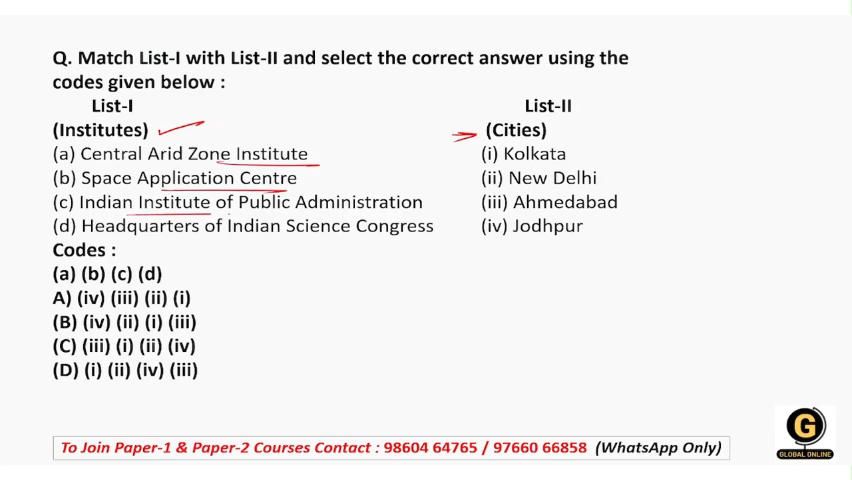 Q. Match List-I with List-II and select the correct answer using the
codes given below :
List-I List-II
(Institutes) (Cities)
(a) Central Arid Zone Institute (i) Kolkata
(b) Space Application Centre (ii) New Delhi
(c) Indian Institute of Public Administration (iii) Ahmedabad
(d) Headquarters of Indian Science Congress (iv) Jodhpur
Codes :
(a) (b) (c) (d)
A) (iv) (iii) (ii) (i)
(B) (iv) (ii) (i) (iii)
(C) (iii) (i) (ii) (iv)
(D) (i) (ii) (iv) (iii)
To Join Paper-1 & Paper-2 Courses Contact : 98604 64765 / 97660 66858 (WhatsApp Only)
G
GLOBAL ONLINE